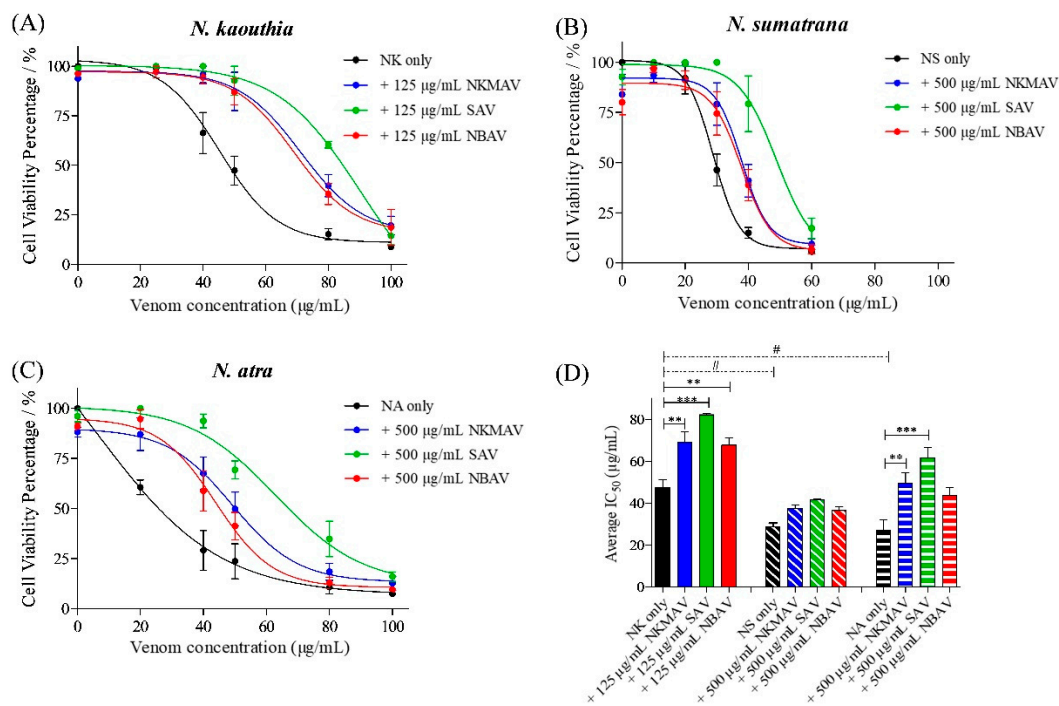 (A)
N. kaouthia
Cell Viability Percentage / %
100
75
50
25
0
0 20 40 60 80 100
Venom concentration (μg/mL)
NK only
+ 125 μg/mL NKMAV
+ 125 μg/mL SAV
+ 125 μg/mL NBAV
(B)
N. sumatrana
Cell Viability Percentage / %
100
75
50
25
0
0 20 40 60 80 100
Venom concentration (μg/mL)
NS only
+ 500 μg/mL NKMAV
+ 500 μg/mL SAV
+ 500 μg/mL NBAV
(C)
N. atra
Cell Viability Percentage / %
100
75
50
25
0
0 20 40 60 80 100
Venom concentration (μg/mL)
NA only
+ 500 μg/mL NKMAV
+ 500 μg/mL SAV
+ 500 μg/mL NBAV
(D)
#
//
**
***
**
***
**
Average IC50 (μg/mL)
80
60
40
20
0
NK only
+ 125 μg/mL NKMAV
+ 125 μg/mL SAV
+ 125 μg/mL NBAV
NS only
+ 500 μg/mL NKMAV
+ 500 μg/mL SAV
+ 500 μg/mL NBAV
NA only
+ 500 μg/mL NKMAV
+ 500 μg/mL SAV
+ 500 μg/mL NBAV